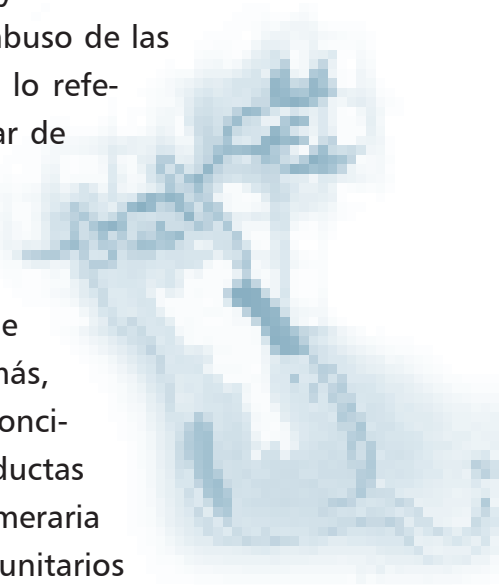 abuso de las
lo refe-
ar de
e
más,
onci-
ductas
meraria
unitarios